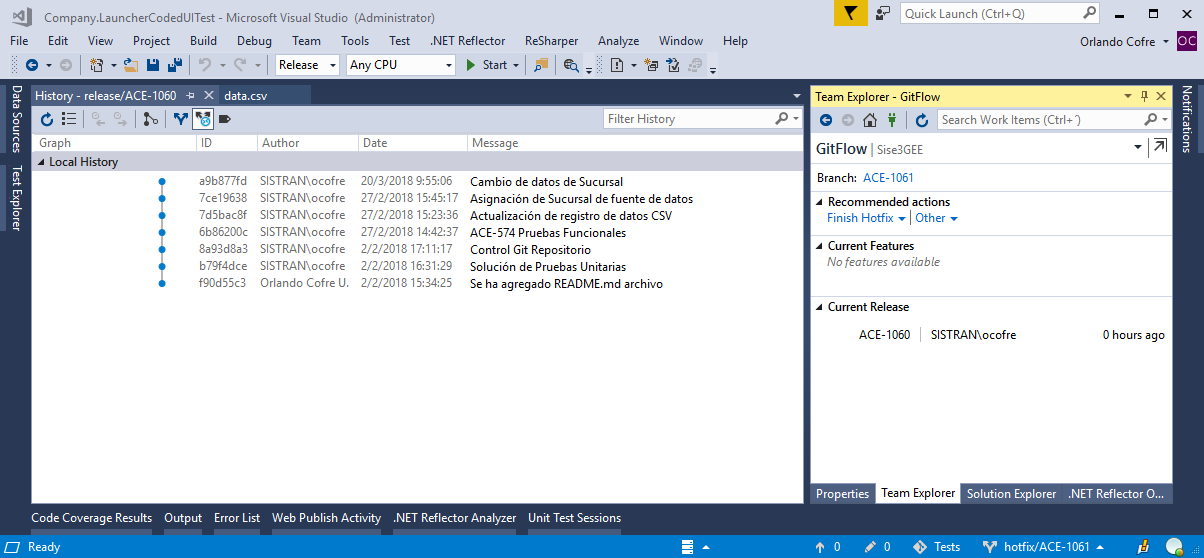 Company.LauncherCodedUITest - Microsoft Visual Studio (Administrator)
Quick Launch (Ctrl+Q)
File Edit View Project Build Debug Team Tools Test .NET Reflector ReSharper Analyze Window Help
Orlando Cofre OC
Release Any CPU Start
Data Sources
Test Explorer
History - release/ACE-1060
data.csv
Filter History
Graph ID Author Date Message
Local History
a9b877fd SISTRAN\ocofre 20/3/2018 9:55:06 Cambio de datos de Sucursal
7ce19638 SISTRAN\ocofre 27/2/2018 15:45:17 Asignación de Sucursal de fuente de datos
7d5bac8f SISTRAN\ocofre 27/2/2018 15:23:36 Actualización de registro de datos CSV
6b86200c SISTRAN\ocofre 27/2/2018 14:42:37 ACE-574 Pruebas Funcionales
8a93d8a3 SISTRAN\ocofre 2/2/2018 17:11:17 Control Git Repositorio
b79f4dce SISTRAN\ocofre 2/2/2018 16:31:29 Solución de Pruebas Unitarias
f90d55c3 Orlando Cofre U. 2/2/2018 15:34:25 Se ha agregado README.md archivo
Team Explorer - GitFlow
Search Work Items (Ctrl+´)
GitFlow | Sise3GEE
Branch: ACE-1061
Recommended actions
Finish Hotfix Other
Current Features
No features available
Current Release
ACE-1060 SISTRAN\ocofre 0 hours ago
Properties Team Explorer Solution Explorer .NET Reflector O...
Notifications
Code Coverage Results Output Error List Web Publish Activity .NET Reflector Analyzer Unit Test Sessions
Ready 0 0 Tests hotfix/ACE-1061